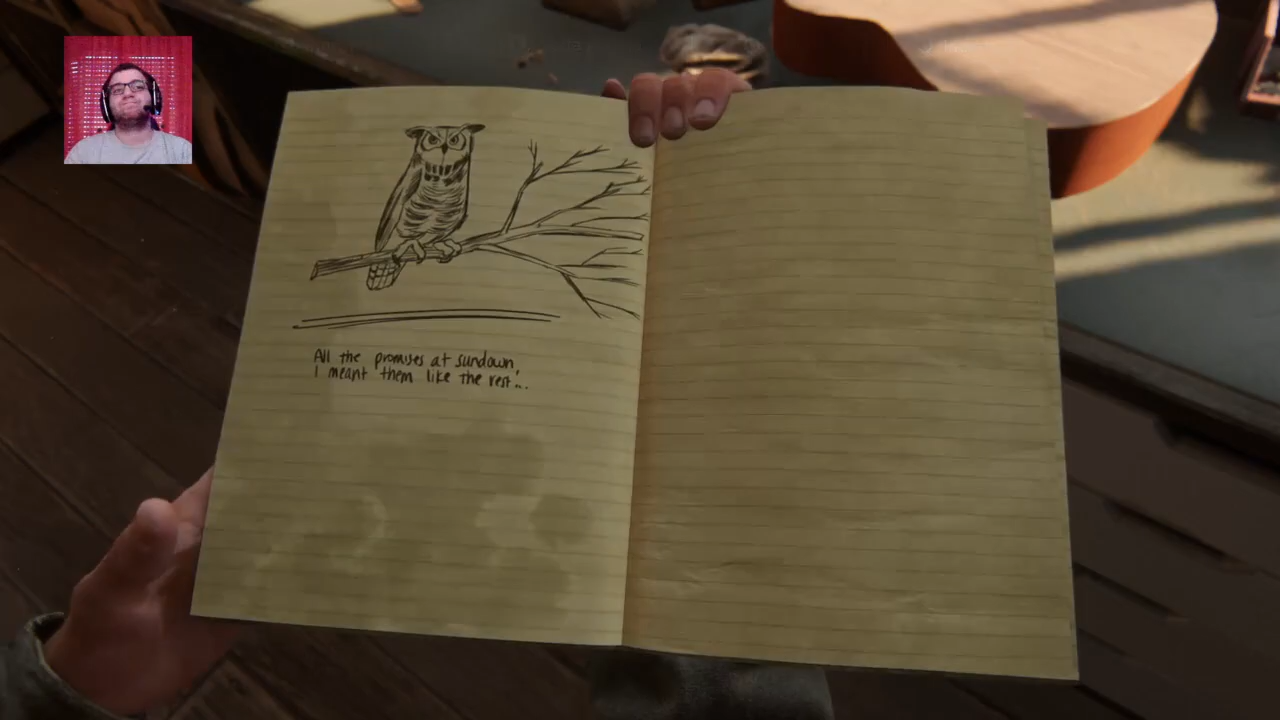 All the promises at sundown,
I meant them like the rest...